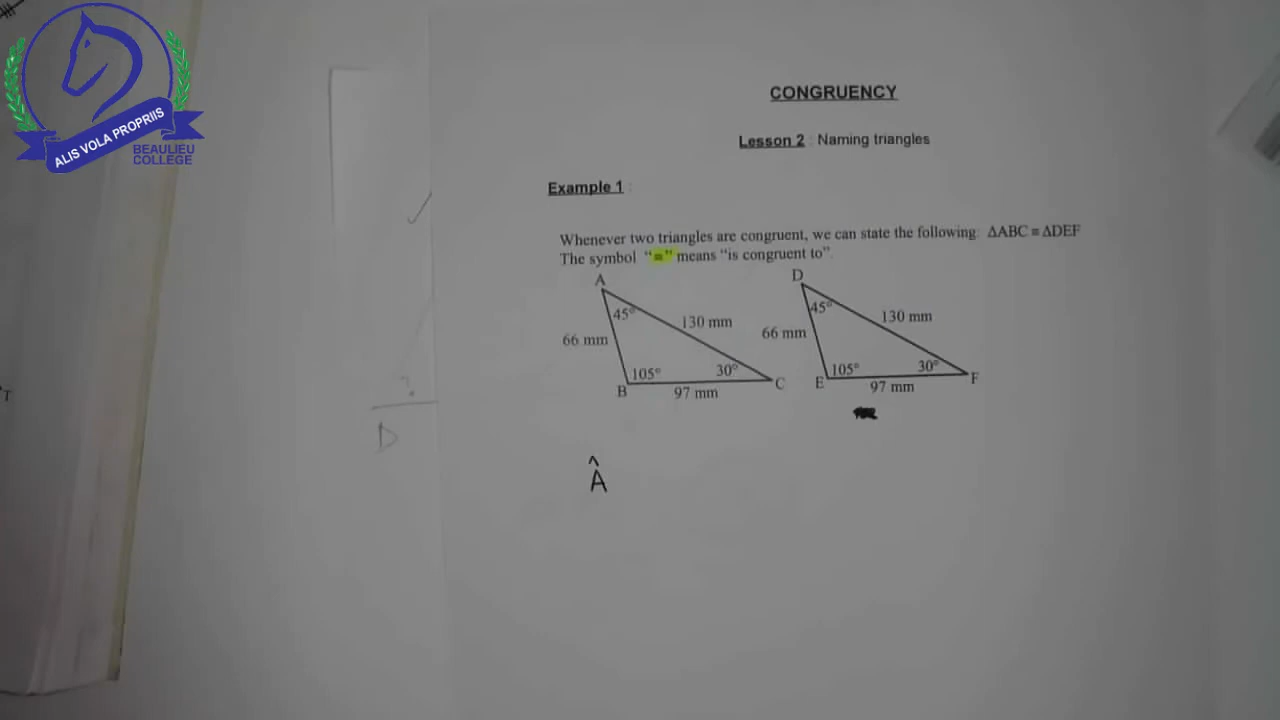 ALIS VOLA PROPRIIS
BEAULIEU
COLLEGE
CONGRUENCY
Lesson 2 : Naming triangles
Example 1 :
Whenever two triangles are congruent, we can state the following: ΔABC ≡ ΔDEF
The symbol “≡” means “is congruent to”.
A
D
45°
130 mm
45°
130 mm
66 mm
66 mm
105°
30°
105°
30°
B
97 mm
C
E
97 mm
F
Â
T
?
D